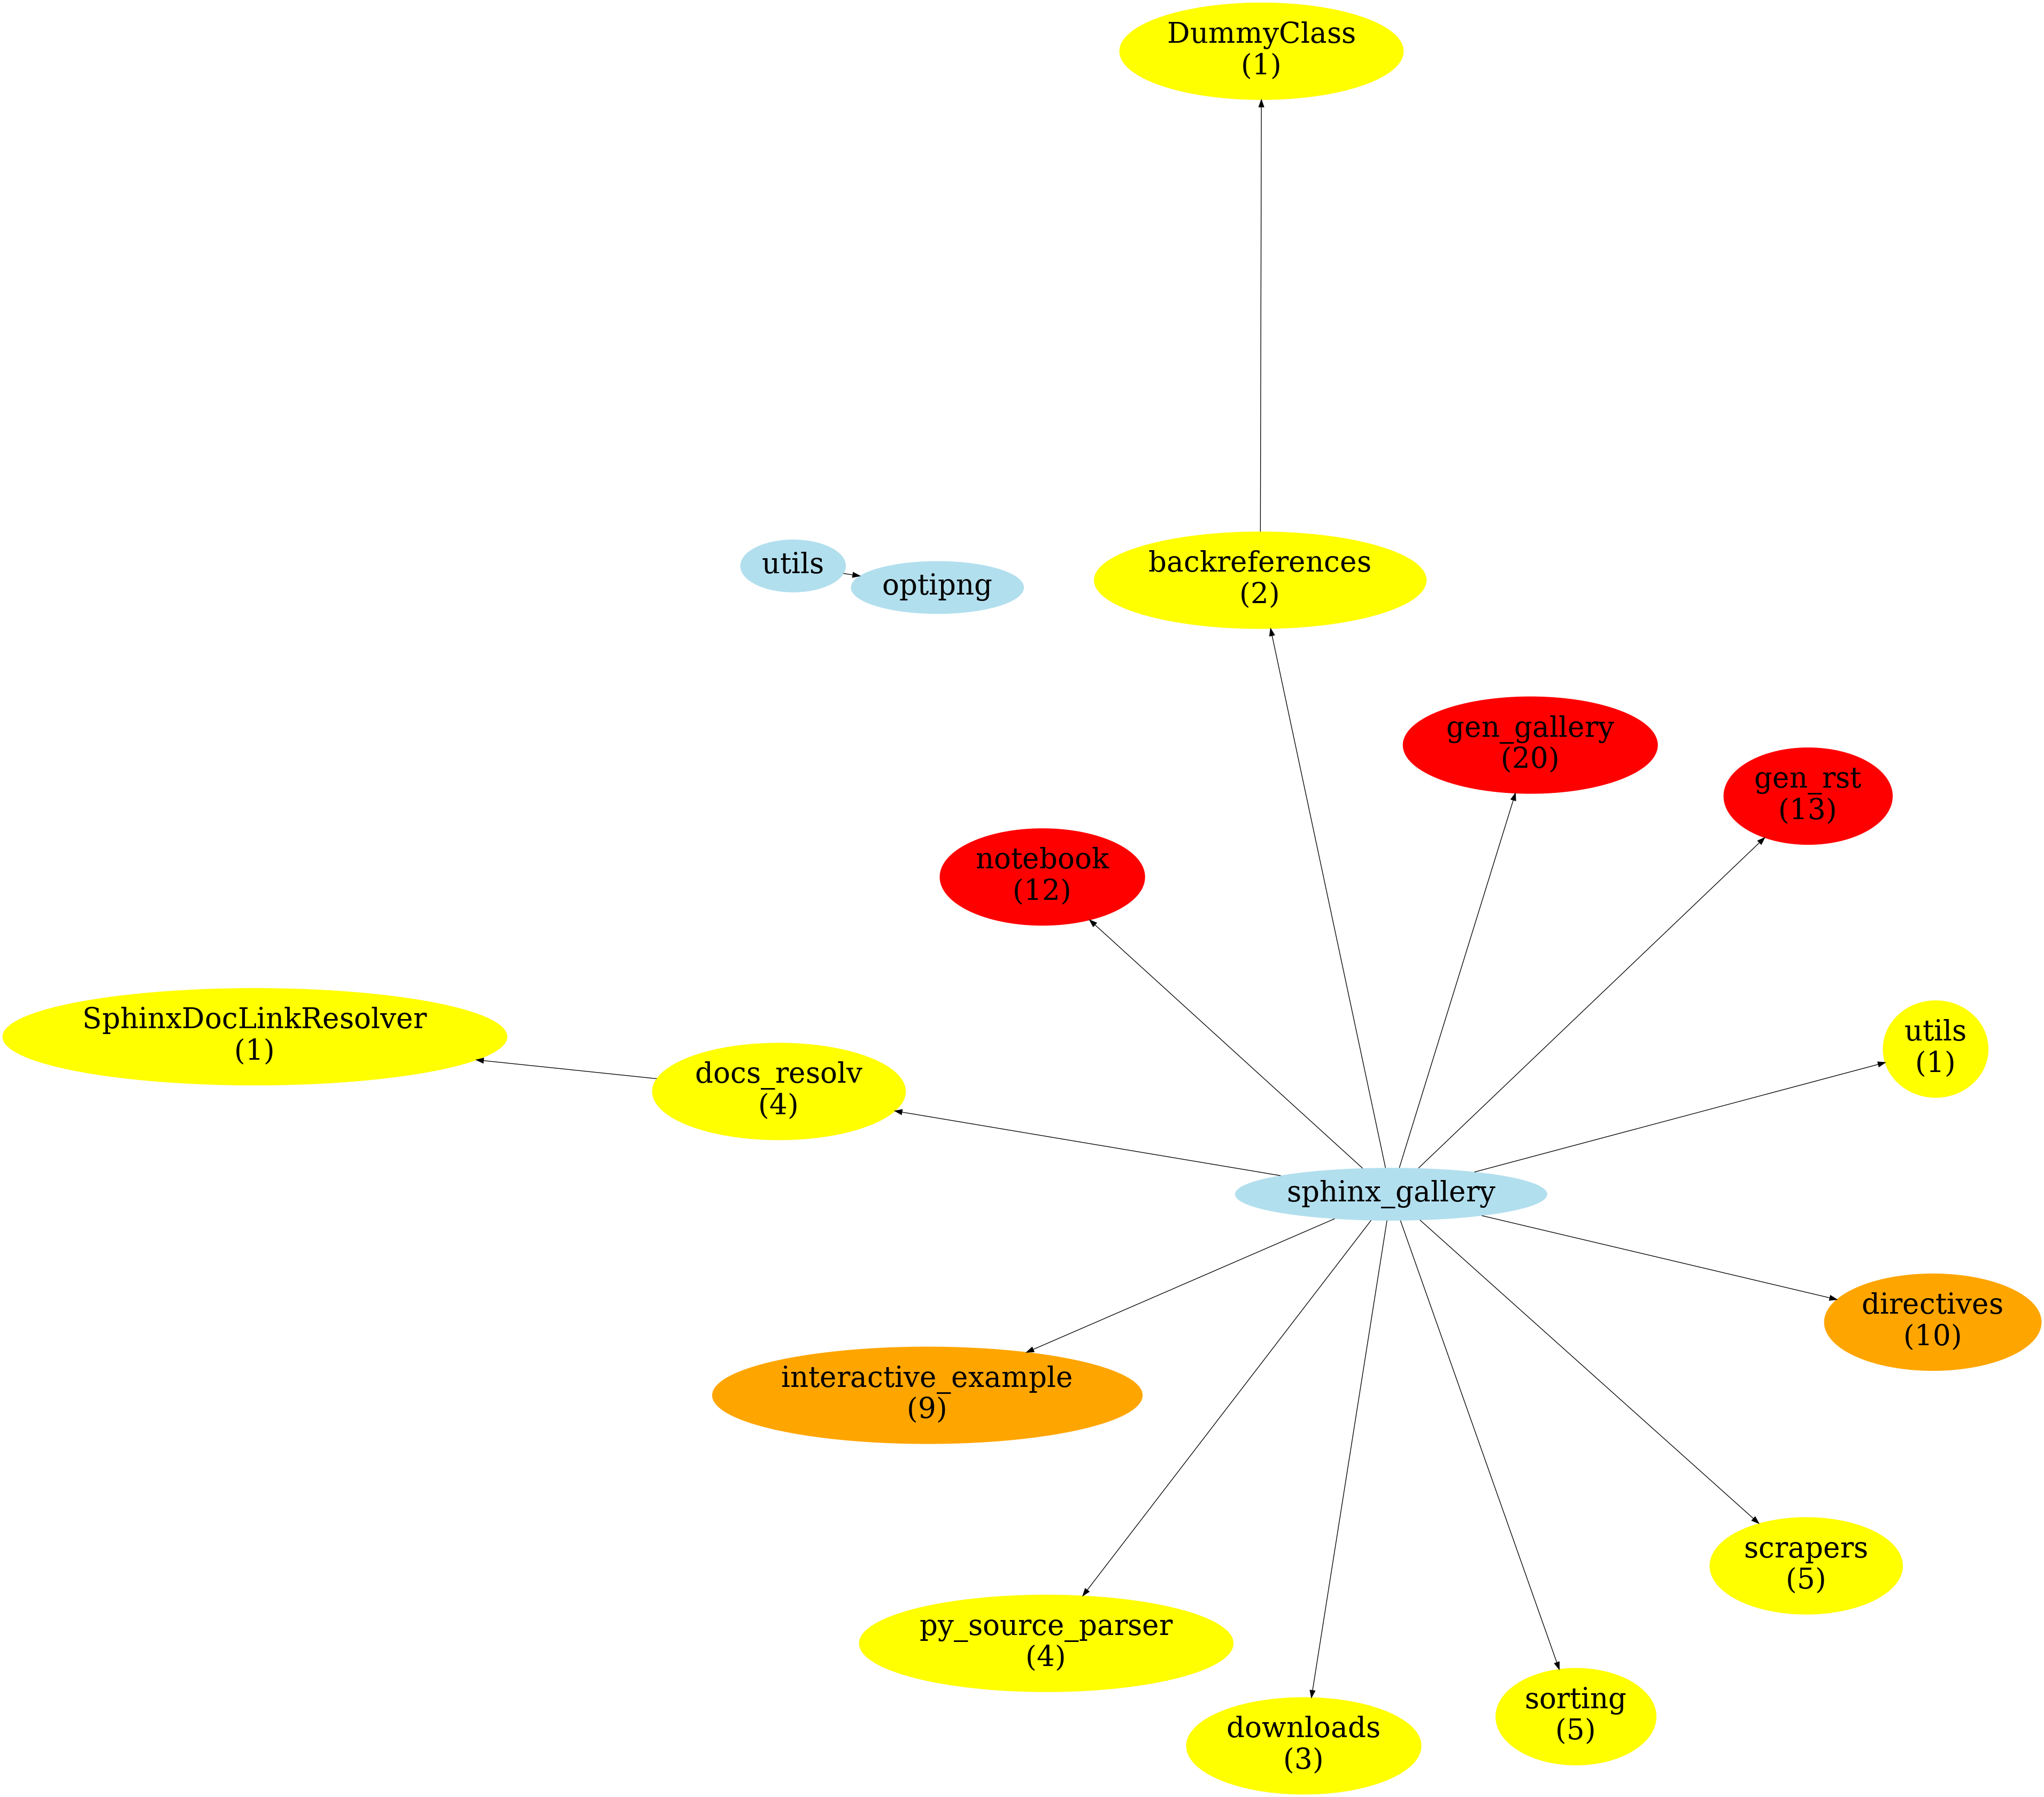 DummyClass
(1)
utils
optipng
backreferences
(2)
gen_gallery
(20)
gen_rst
(13)
notebook
(12)
SphinxDocLinkResolver
(1)
docs_resolv
(4)
utils
(1)
sphinx_gallery
directives
(10)
interactive_example
(9)
scrapers
(5)
py_source_parser
(4)
sorting
(5)
downloads
(3)